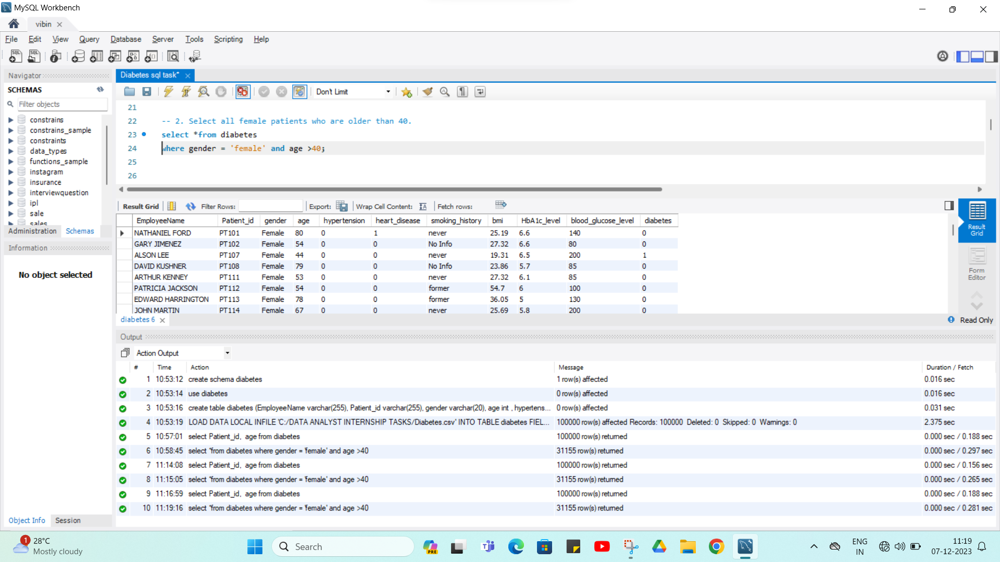 MySQL Workbench
vibin
File Edit View Query Database Server Tools Scripting Help
Navigator
SCHEMAS
Filter objects
constrains
constrains_sample
constraints
data_types
functions_sample
instagram
insurance
interviewquestion
ipl
sale
sales
Administration Schemas
Information
No object selected
Object Info Session
Diabetes sql task*
Don't Limit
21
22 -- 2. Select all female patients who are older than 40.
23 select *from diabetes
24 where gender = 'female' and age >40;
25
26
Result Grid Filter Rows: Export: Wrap Cell Content: Fetch rows:
EmployeeName Patient_id gender age hypertension heart_disease smoking_history bmi HbA1c_level blood_glucose_level diabetes
NATHANIEL FORD PT101 Female 80 0 1 never 25.19 6.6 140 0
GARY JIMENEZ PT102 Female 54 0 0 No Info 27.32 6.6 80 0
ALSON LEE PT107 Female 44 0 0 never 19.31 6.5 200 1
DAVID KUSHNER PT108 Female 79 0 0 No Info 23.86 5.7 85 0
ARTHUR KENNEY PT111 Female 53 0 0 never 27.32 6.1 85 0
PATRICIA JACKSON PT112 Female 54 0 0 former 54.7 6 100 0
EDWARD HARRINGTON PT113 Female 78 0 0 former 36.05 5 130 0
JOHN MARTIN PT114 Female 67 0 0 never 25.69 5.8 200 0
Result Grid
Form Editor
diabetes 6
Read Only
Output
Action Output
# Time Action Message Duration / Fetch
1 10:53:12 create schema diabetes 1 row(s) affected 0.016 sec
2 10:53:14 use diabetes 0 row(s) affected 0.016 sec
3 10:53:16 create table diabetes (EmployeeName varchar(255), Patient_id varchar(255), gender varchar(20), age int , hypertens... 0 row(s) affected 0.031 sec
4 10:53:19 LOAD DATA LOCAL INFILE 'C:/DATA ANALYST INTERNSHIP TASKS/Diabetes.csv' INTO TABLE diabetes FIEL... 100000 row(s) affected Records: 100000 Deleted: 0 Skipped: 0 Warnings: 0 2.375 sec
5 10:57:01 select Patient_id, age from diabetes 100000 row(s) returned 0.000 sec / 0.188 sec
6 10:58:45 select *from diabetes where gender = 'female' and age >40 31155 row(s) returned 0.000 sec / 0.297 sec
7 11:14:08 select Patient_id, age from diabetes 100000 row(s) returned 0.000 sec / 0.156 sec
8 11:15:05 select *from diabetes where gender = 'female' and age >40 31155 row(s) returned 0.000 sec / 0.265 sec
9 11:16:59 select Patient_id, age from diabetes 100000 row(s) returned 0.000 sec / 0.188 sec
10 11:19:16 select *from diabetes where gender = 'female' and age >40 31155 row(s) returned 0.000 sec / 0.281 sec
1
28°C
Mostly cloudy
Search
PRE
ENG
IN
11:19
07-12-2023